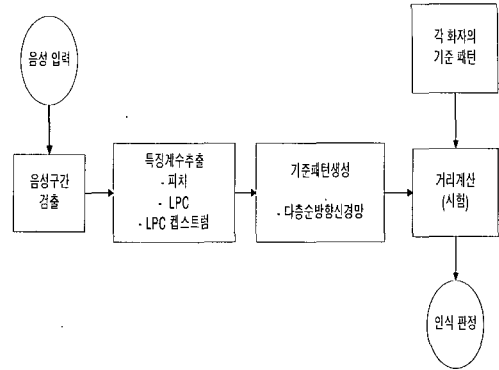 음성 입력
각 화자의
기준 패턴
음성구간
검출
특징계수추출
- 피치
- LPC
- LPC 켑스트럼
기준패턴생성
- 다층순방향신경망
거리계산
(시험)
인식 판정